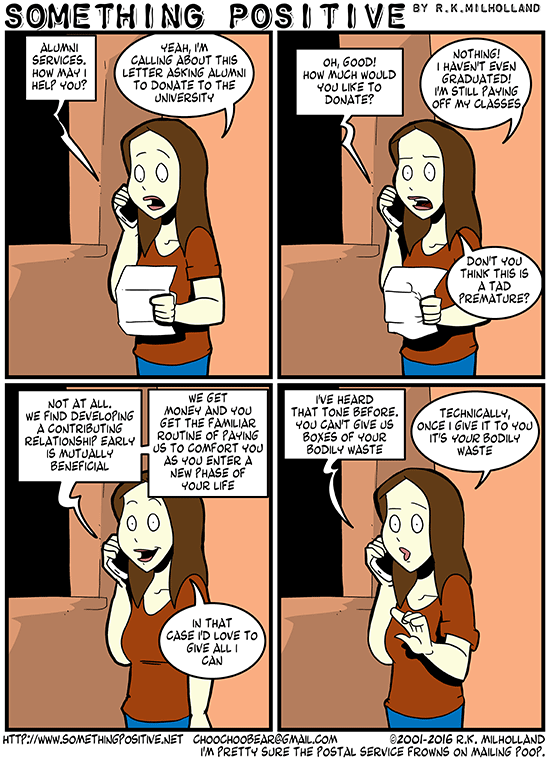 SOMETHING POSITIVE BY R.K.MILHOLLAND
ALUMNI
SERVICES.
HOW MAY I
HELP YOU?
YEAH, I'M
CALLING ABOUT THIS
LETTER ASKING ALUMNI
TO DONATE TO THE
UNIVERSITY
OH, GOOD!
HOW MUCH WOULD
YOU LIKE TO
DONATE?
NOTHING!
I HAVEN'T EVEN
GRADUATED!
I'M STILL PAYING
OFF MY CLASSES
DON'T YOU
THINK THIS IS
A TAD
PREMATURE?
NOT AT ALL.
WE FIND DEVELOPING
A CONTRIBUTING
RELATIONSHIP EARLY
IS MUTUALLY
BENEFICIAL
WE GET
MONEY AND YOU
GET THE FAMILIAR
ROUTINE OF PAYING
US TO COMFORT YOU
AS YOU ENTER A
NEW PHASE OF
YOUR LIFE
IN THAT
CASE I'D LOVE TO
GIVE ALL I
CAN
I'VE HEARD
THAT TONE BEFORE.
YOU CAN'T GIVE US
BOXES OF YOUR
BODILY WASTE
TECHNICALLY,
ONCE I GIVE IT TO YOU
IT'S YOUR BODILY
WASTE
HTTP://WWW.SOMETHINGPOSITIVE.NET CHOOCHOOBEAR@GMAIL.COM ©2001-2016 R.K. MILHOLLAND
I'M PRETTY SURE THE POSTAL SERVICE FROWNS ON MAILING POOP.